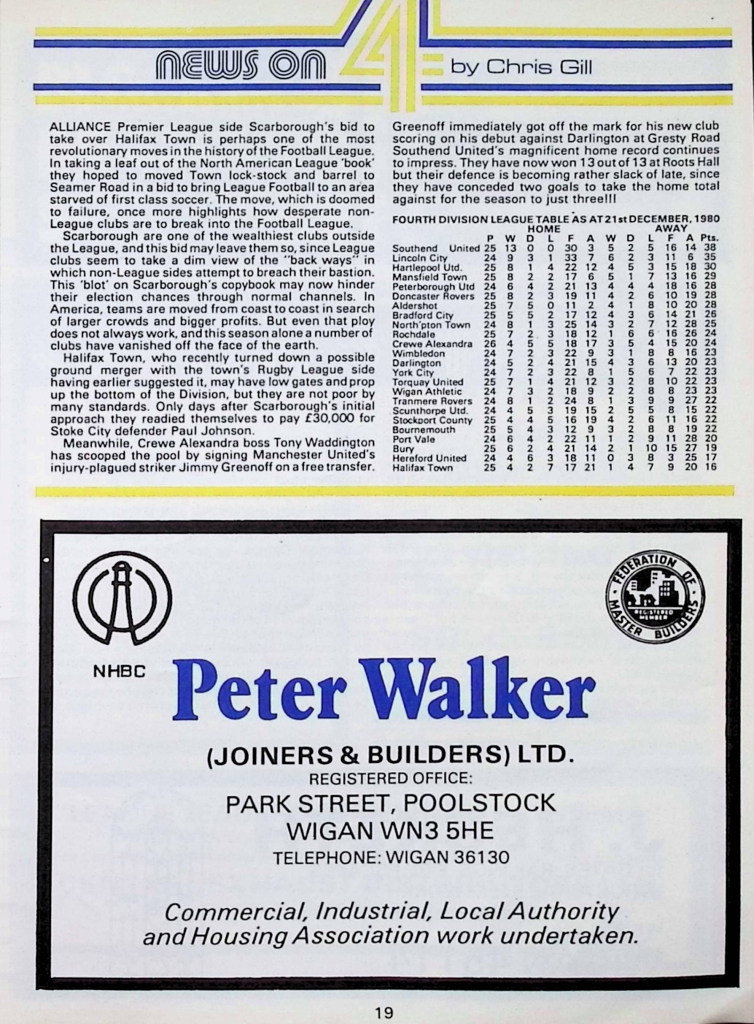 NEWS ON 4 by Chris Gill
ALLIANCE Premier League side Scarborough's bid to
take over Halifax Town is perhaps one of the most
revolutionary moves in the history of the Football League.
In taking a leaf out of the North American League 'book'
they hoped to moved Town lock-stock and barrel to
Seamer Road in a bid to bring League Football to an area
starved of first class soccer. The move, which is doomed
to failure, once more highlights how desperate non-
League clubs are to break into the Football League.
Scarborough are one of the wealthiest clubs outside
the League, and this bid may leave them so, since League
clubs seem to take a dim view of the "back ways" in
which non-League sides attempt to breach their bastion.
This 'blot' on Scarborough's copybook may now hinder
their election chances through normal channels. In
America, teams are moved from coast to coast in search
of larger crowds and bigger profits. But even that ploy
does not always work, and this season alone a number of
clubs have vanished off the face of the earth.
Halifax Town, who recently turned down a possible
ground merger with the town's Rugby League side
having earlier suggested it, may have low gates and prop
up the bottom of the Division, but they are not poor by
many standards. Only days after Scarborough's initial
approach they readied themselves to pay £30,000 for
Stoke City defender Paul Johnson.
Meanwhile, Crewe Alexandra boss Tony Waddington
has scooped the pool by signing Manchester United's
injury-plagued striker Jimmy Greenoff on a free transfer.
Greenoff immediately got off the mark for his new club
scoring on his debut against Darlington at Gresty Road
Southend United's magnificent home record continues
to impress. They have now won 13 out of 13 at Roots Hall
but their defence is becoming rather slack of late, since
they have conceded two goals to take the home total
against for the season to just three!!!
FOURTH DIVISION LEAGUE TABLE AS AT 21st DECEMBER, 1980
HOME AWAY
P W D L F A W D L F A Pts.
Southend United 25 13 0 0 30 3 5 2 5 16 14 38
Lincoln City 24 9 3 1 33 7 6 2 3 11 6 35
Hartlepool Utd. 25 8 1 4 22 12 4 5 3 15 18 30
Mansfield Town 25 8 2 2 17 6 5 1 7 13 16 29
Peterborough Utd 24 6 4 2 21 13 4 4 4 18 16 28
Doncaster Rovers 25 8 2 3 19 11 4 2 6 10 19 28
Aldershot 25 7 5 0 11 2 4 1 8 10 20 28
Bradford City 25 5 5 2 17 12 4 3 6 14 21 26
North'pton Town 24 8 1 3 25 14 3 2 7 12 28 25
Rochdale 25 7 2 3 18 12 1 6 6 16 26 24
Crewe Alexandra 26 4 5 5 18 17 3 5 4 15 20 24
Wimbledon 24 7 2 3 22 9 3 1 8 8 16 23
Darlington 24 5 2 4 21 15 4 3 6 13 20 23
York City 24 7 2 3 22 8 1 5 6 7 22 23
Torquay United 25 7 1 4 21 12 3 2 8 10 22 23
Wigan Athletic 24 7 3 2 18 9 2 2 8 8 23 23
Tranmere Rovers 24 8 1 2 24 8 1 3 9 9 27 22
Scunthorpe Utd. 24 4 5 3 19 15 2 5 5 8 15 22
Stockport County 25 4 4 5 16 19 4 2 6 11 16 22
Bournemouth 25 5 4 3 12 9 3 2 8 8 19 22
Port Vale 24 6 4 2 22 11 1 2 9 11 28 20
Bury 25 6 2 4 21 14 2 1 10 15 27 19
Hereford United 24 4 6 3 18 11 0 3 8 3 25 17
Halifax Town 25 4 2 7 17 21 1 4 7 9 20 16
NHBC
FEDERATION OF
MASTER BUILDERS
REGISTERED
MEMBER
Peter Walker
(JOINERS & BUILDERS) LTD.
REGISTERED OFFICE:
PARK STREET, POOLSTOCK
WIGAN WN3 5HE
TELEPHONE: WIGAN 36130
Commercial, Industrial, Local Authority
and Housing Association work undertaken.
19